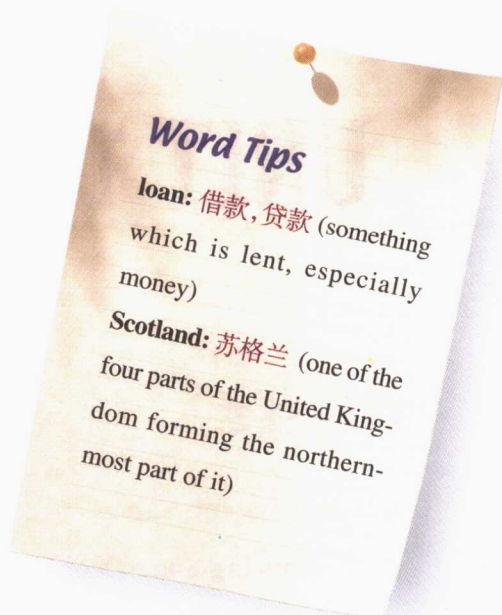 Word Tips
loan: 借款,贷款 (something
which is lent, especially
money)
Scotland: 苏格兰 (one of the
four parts of the United King-
dom forming the northern-
most part of it)